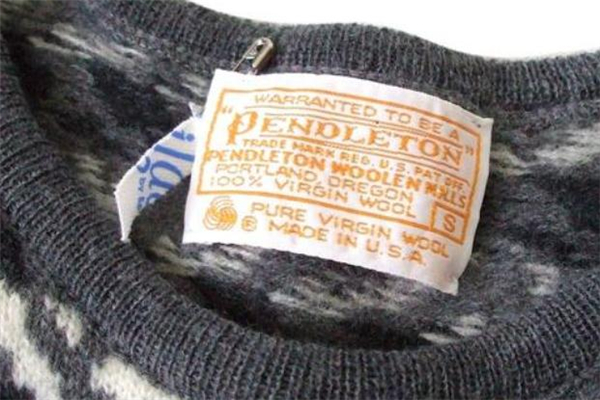 WARRANTED TO BE A
"PENDLETON"
TRADE MARK REG. U.S. PAT. OFF.
PENDLETON WOOLEN MILLS
PORTLAND, OREGON
100% VIRGIN WOOL
S
PURE VIRGIN WOOL
© MADE IN U.S.A.